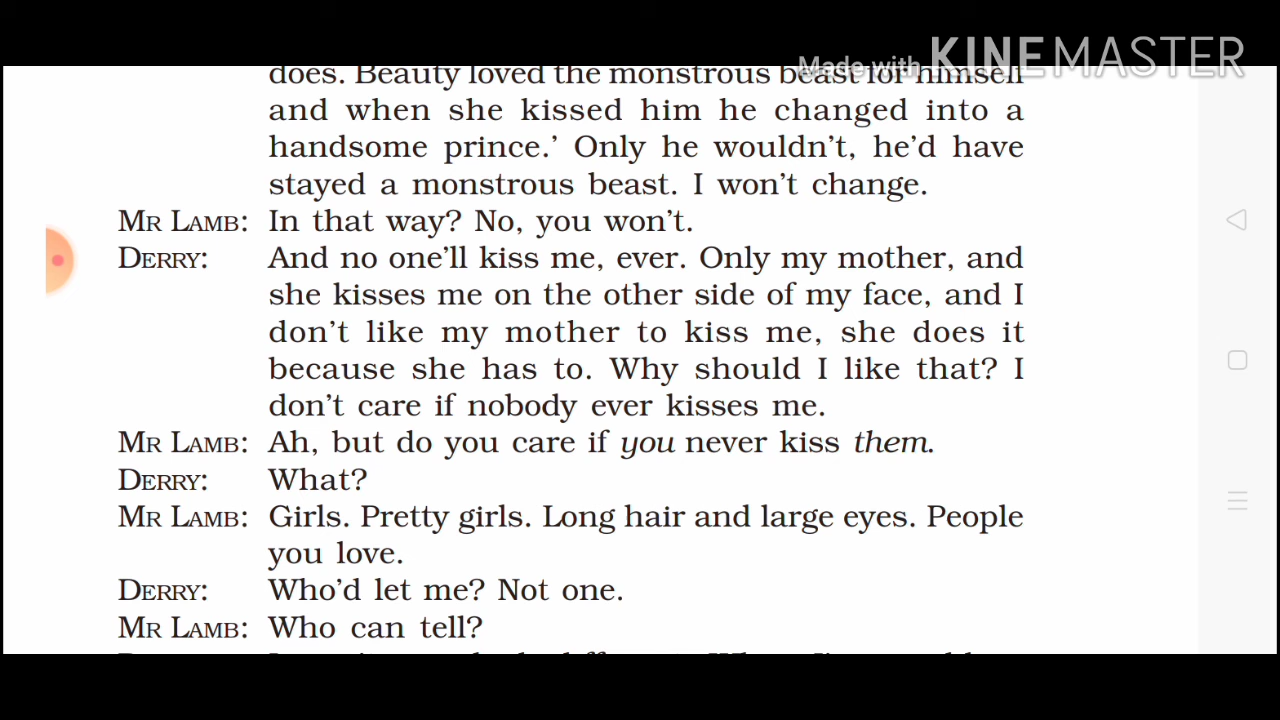 Made with KINEMASTER
does. Beauty loved the monstrous beast for himself
and when she kissed him he changed into a
handsome prince.’ Only he wouldn’t, he’d have
stayed a monstrous beast. I won’t change.
MR LAMB: In that way? No, you won’t.
DERRY: And no one’ll kiss me, ever. Only my mother, and
she kisses me on the other side of my face, and I
don’t like my mother to kiss me, she does it
because she has to. Why should I like that? I
don’t care if nobody ever kisses me.
MR LAMB: Ah, but do you care if you never kiss them.
DERRY: What?
MR LAMB: Girls. Pretty girls. Long hair and large eyes. People
you love.
DERRY: Who’d let me? Not one.
MR LAMB: Who can tell?